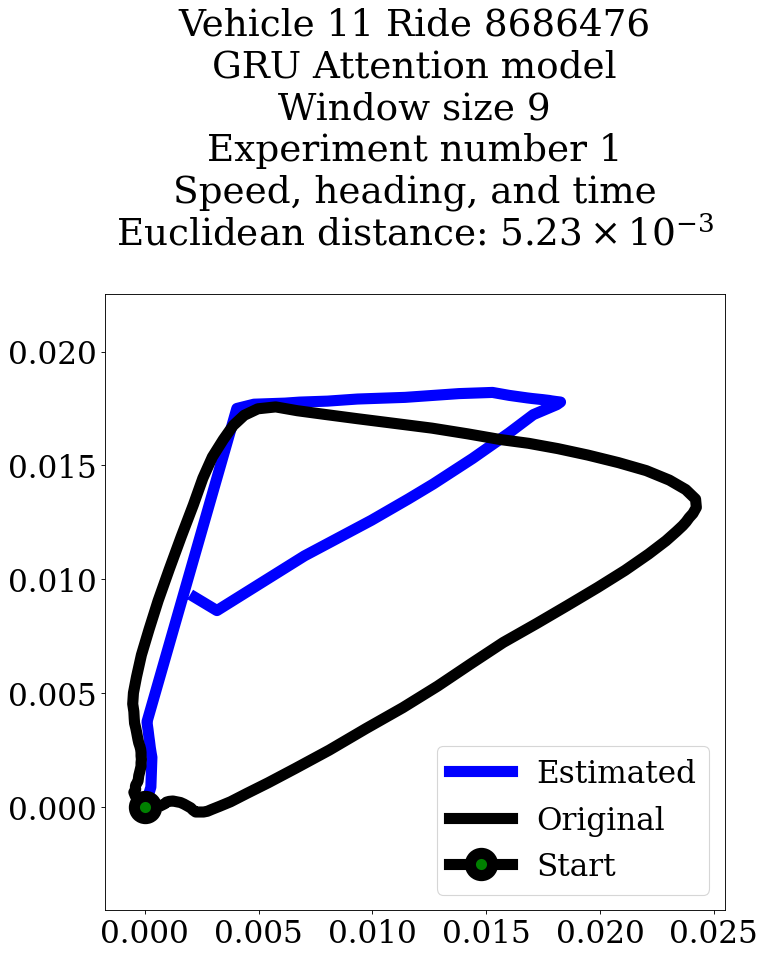 Vehicle 11 Ride 8686476
GRU Attention model
Window size 9
Experiment number 1
Speed, heading, and time
Euclidean distance: 5.23 × 10⁻³
0.020
0.015
0.010
0.005
0.000
Estimated
Original
Start
0.000 0.005 0.010 0.015 0.020 0.025